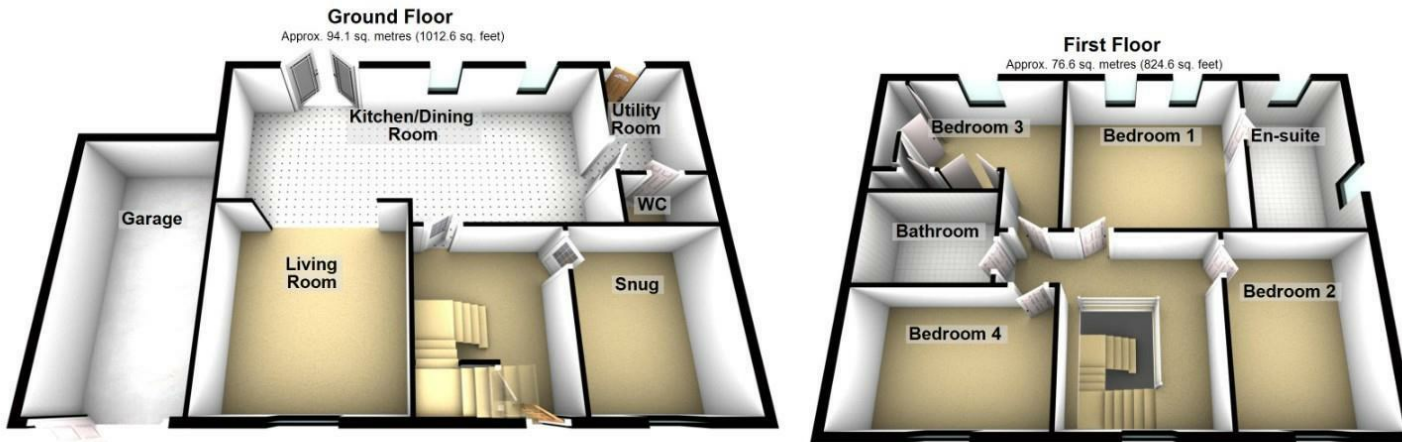 Ground Floor
Approx. 94.1 sq. metres (1012.6 sq. feet)
Kitchen/Dining
Room
Utility
Room
WC
Garage
Living
Room
Snug
First Floor
Approx. 76.6 sq. metres (824.6 sq. feet)
Bedroom 3
Bedroom 1
En-suite
Bathroom
Bedroom 2
Bedroom 4